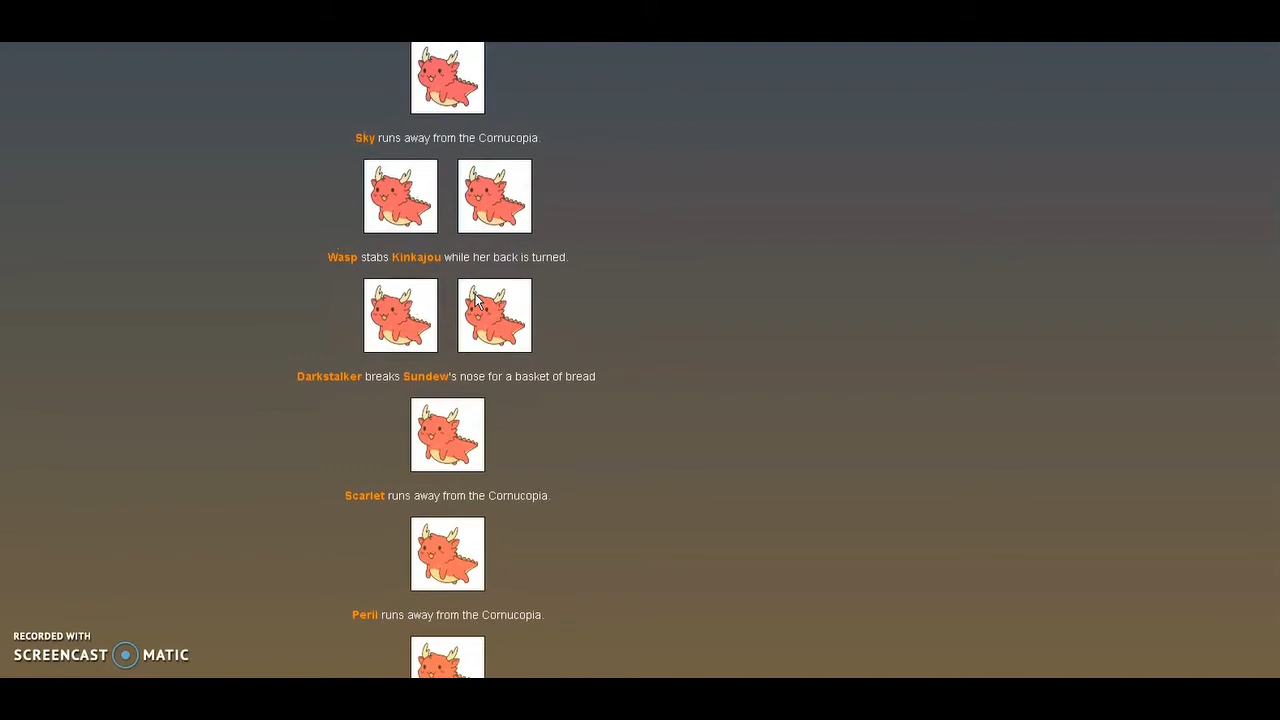 Sky runs away from the Cornucopia.
Wasp stabs Kinkajou while her back is turned.
Darkstalker breaks Sundew's nose for a basket of bread
Scarlet runs away from the Cornucopia.
Peril runs away from the Cornucopia.
RECORDED WITH
SCREENCAST MATIC